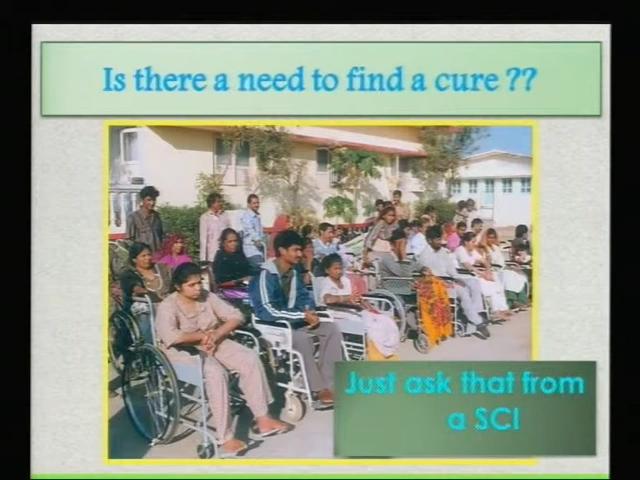 Is there a need to find a cure ??
Just ask that from
a SCI